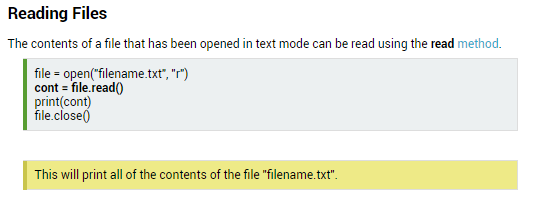 Reading Files
The contents of a file that has been opened in text mode can be read using the read method.
file = open("filename.txt", "r")
cont = file.read()
print(cont)
file.close()
This will print all of the contents of the file "filename.txt".